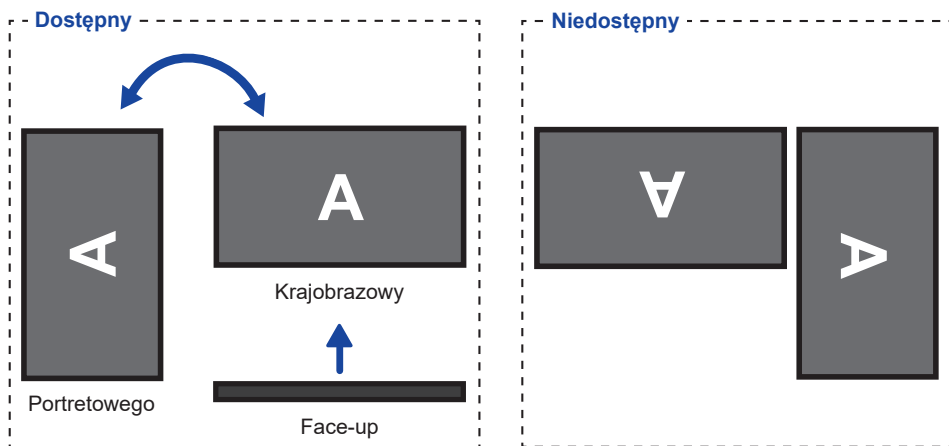 Dostępny
Niedostępny
A
A
A
A
Krajobrazowy
Portretowego
Face-up